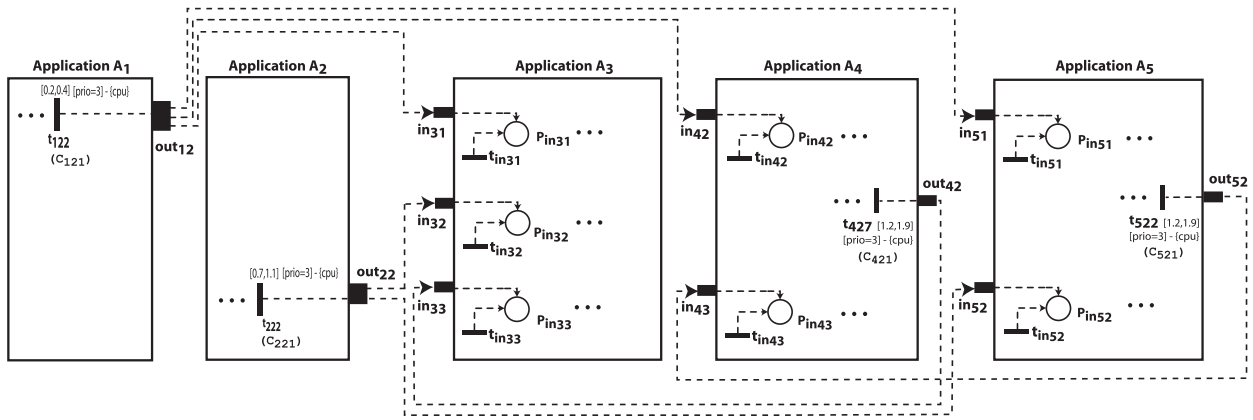 Application A1
Application A2
Application A3
Application A4
Application A5
[0.2,0.4] [prio=3] - {cpu}
t122
(C121)
out12
[0.7,1.1] [prio=3] - {cpu}
t222
(C221)
out22
in31
tin31
Pin31
in32
tin32
Pin32
in33
tin33
Pin33
in42
tin42
Pin42
out42
t427 [1.2,1.9]
[prio=3] - {cpu}
(C421)
in43
tin43
Pin43
in51
tin51
Pin51
out52
t522 [1.2,1.9]
[prio=3] - {cpu}
(C521)
in52
tin52
Pin52